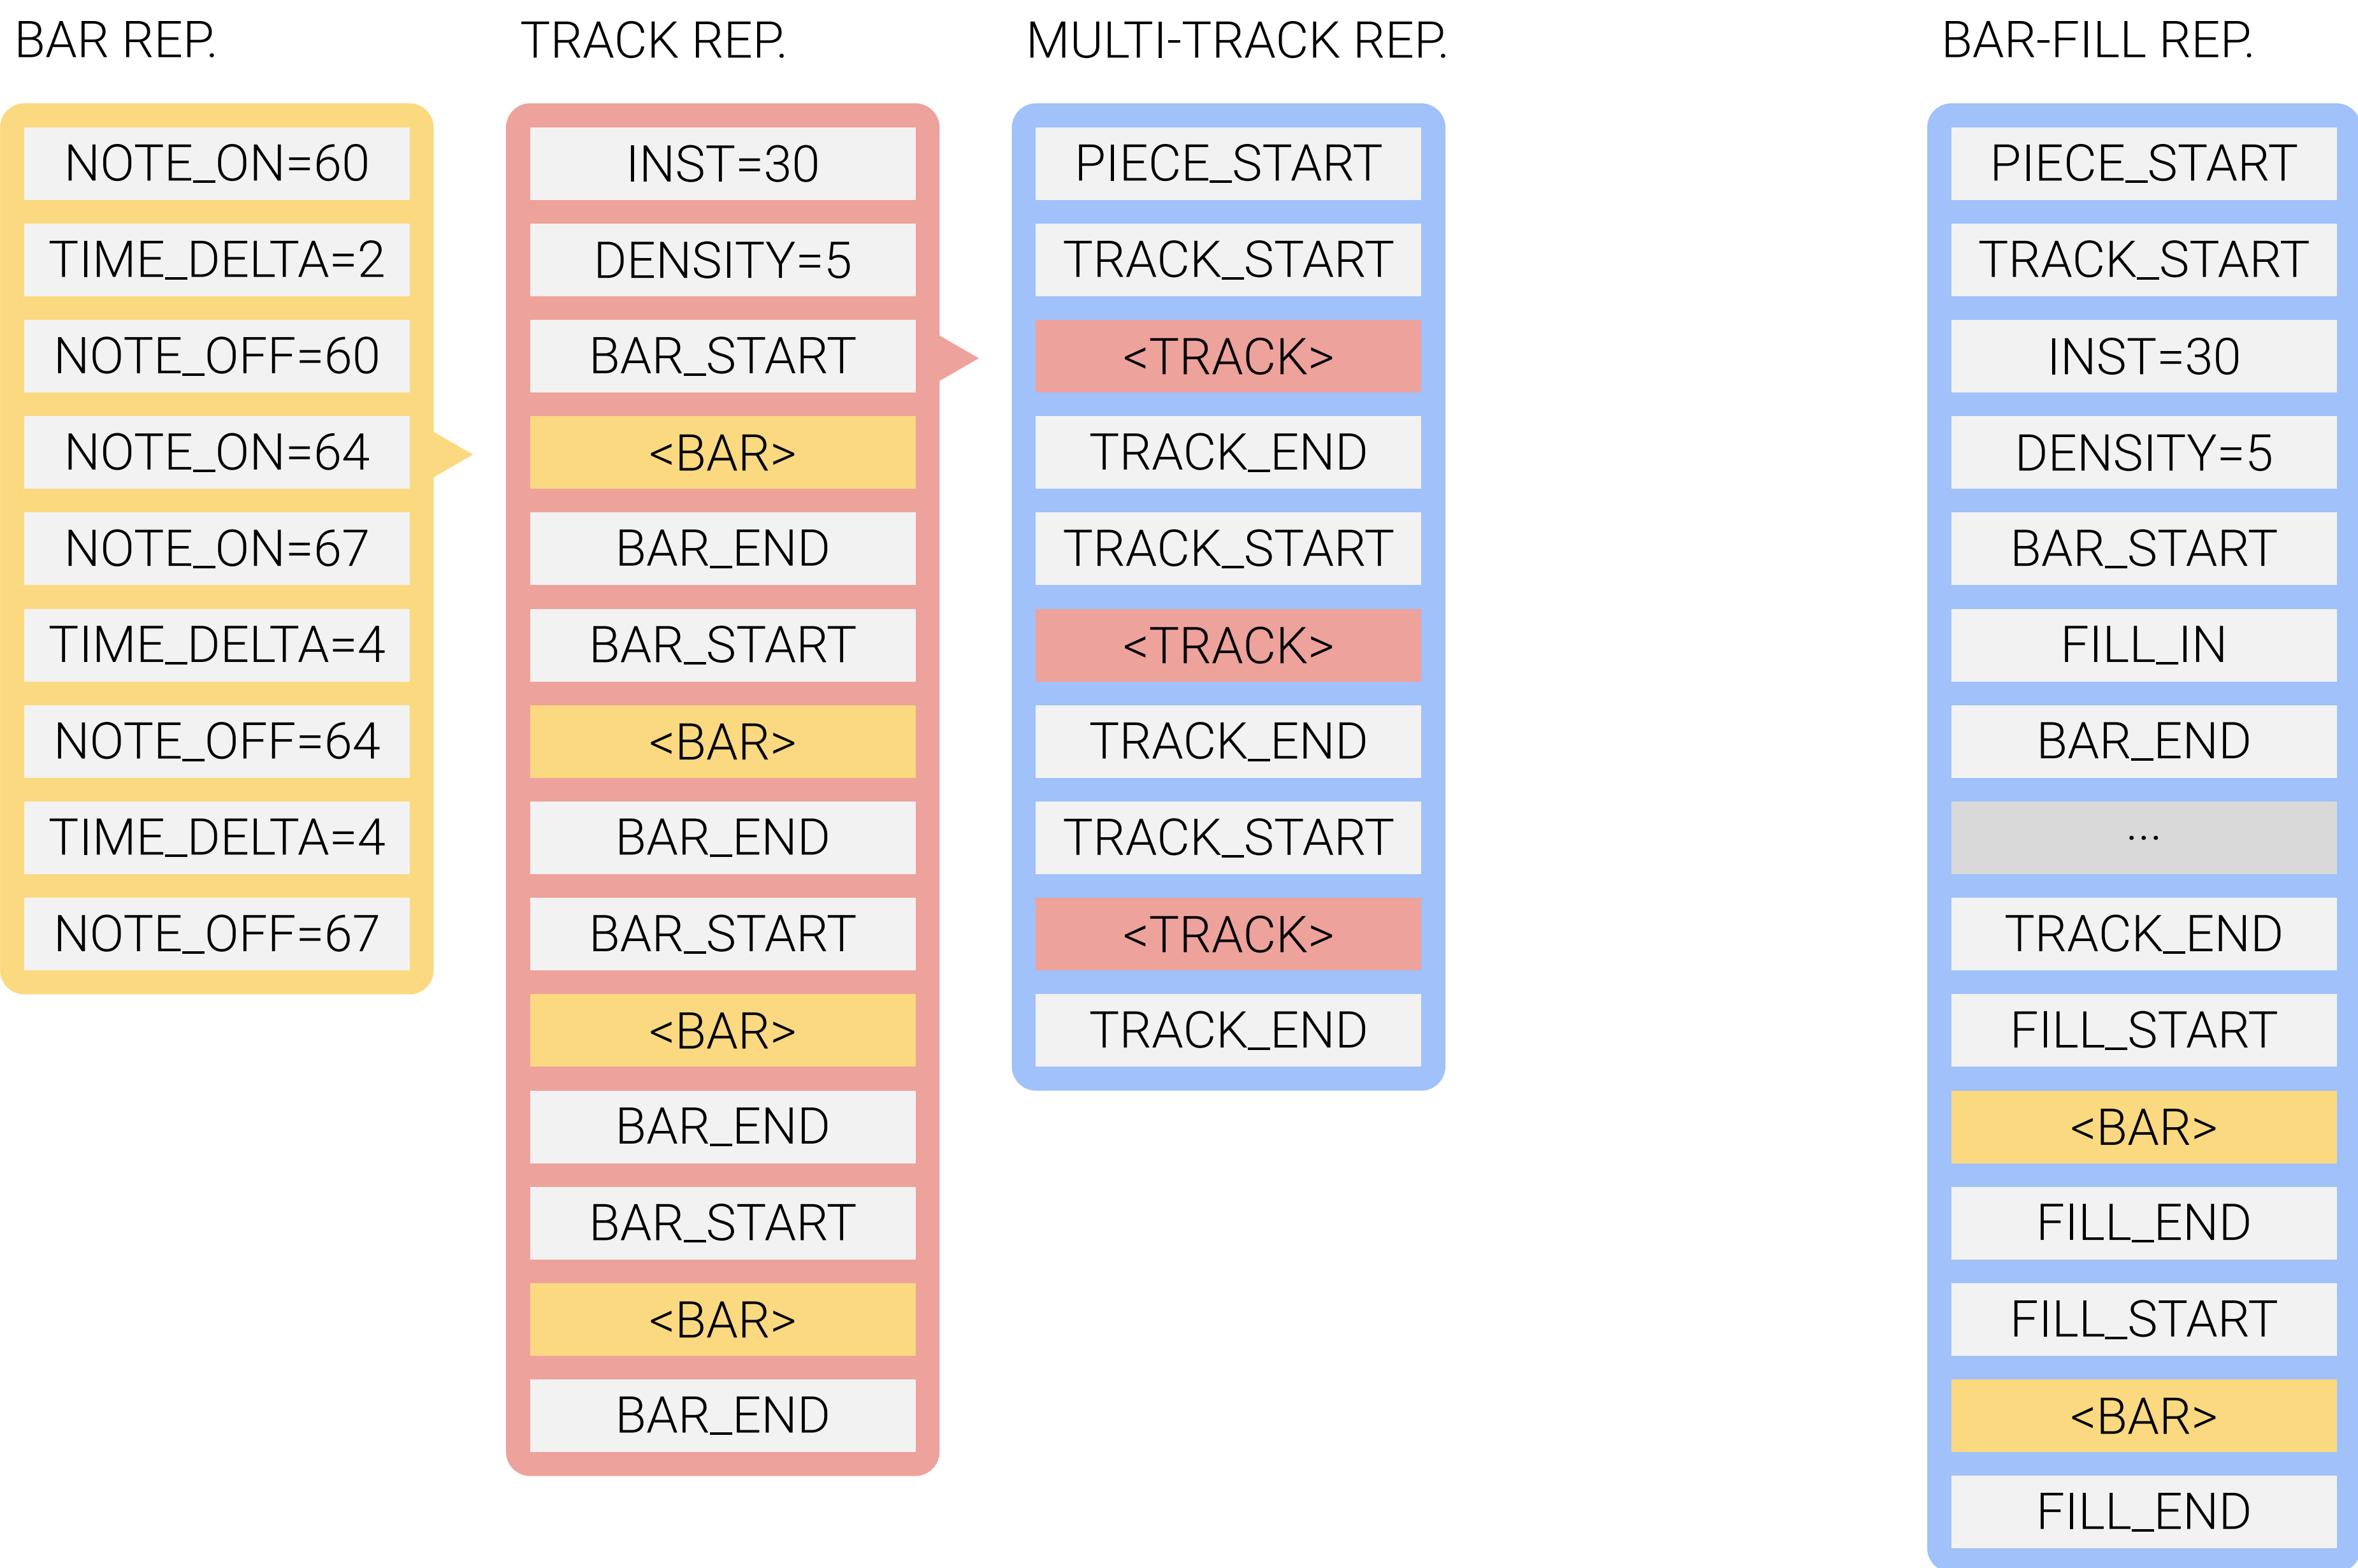 BAR REP.
NOTE_ON=60
TIME_DELTA=2
NOTE_OFF=60
NOTE_ON=64
NOTE_ON=67
TIME_DELTA=4
NOTE_OFF=64
TIME_DELTA=4
NOTE_OFF=67
TRACK REP.
INST=30
DENSITY=5
BAR_START
<BAR>
BAR_END
BAR_START
<BAR>
BAR_END
BAR_START
<BAR>
BAR_END
BAR_START
<BAR>
BAR_END
MULTI-TRACK REP.
PIECE_START
TRACK_START
<TRACK>
TRACK_END
TRACK_START
<TRACK>
TRACK_END
TRACK_START
<TRACK>
TRACK_END
BAR-FILL REP.
PIECE_START
TRACK_START
INST=30
DENSITY=5
BAR_START
FILL_IN
BAR_END
...
TRACK_END
FILL_START
<BAR>
FILL_END
FILL_START
<BAR>
FILL_END